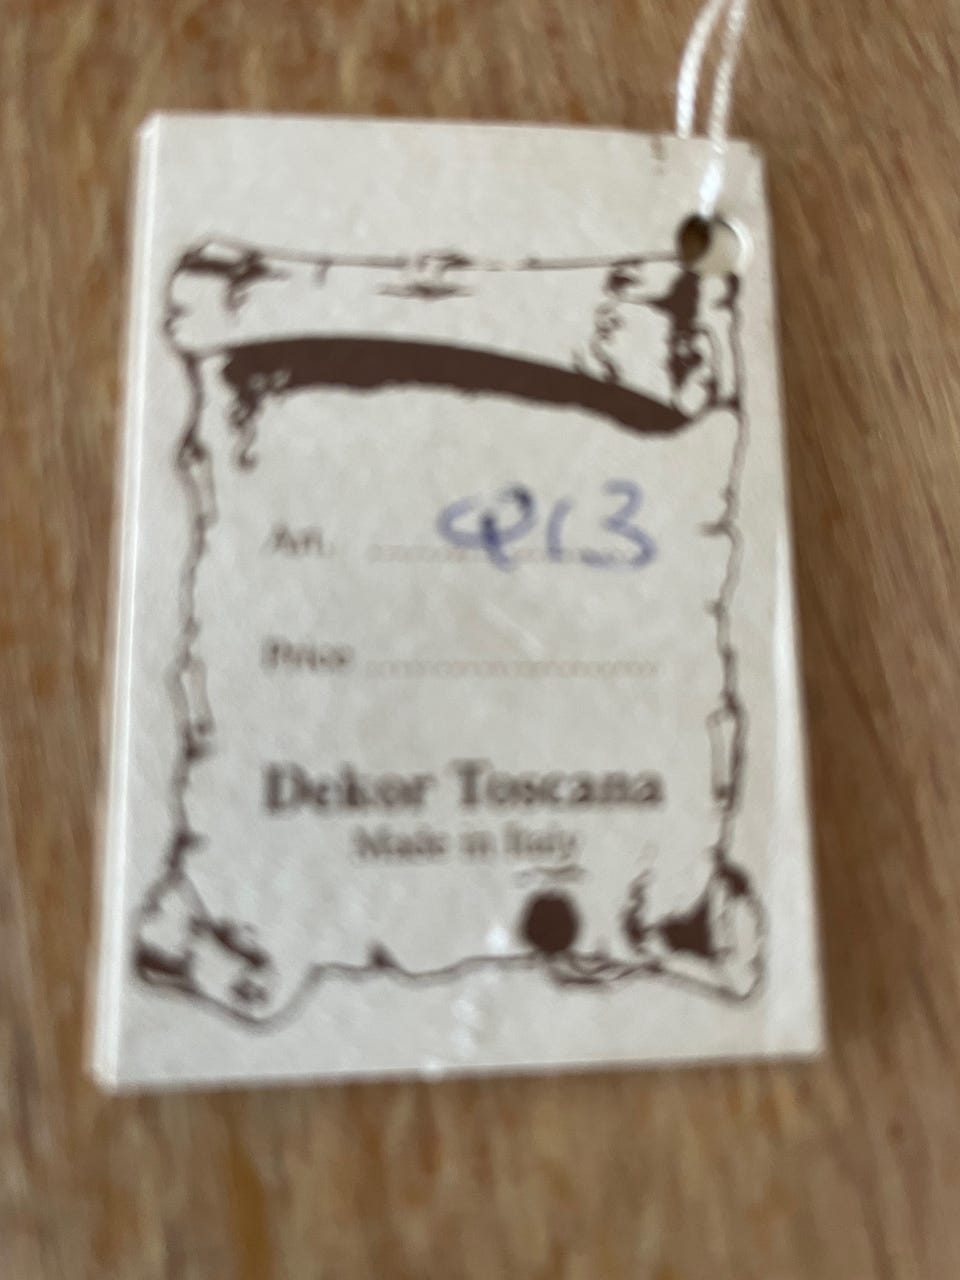 Art.
Price
Dekor Toscana
Made in Italy